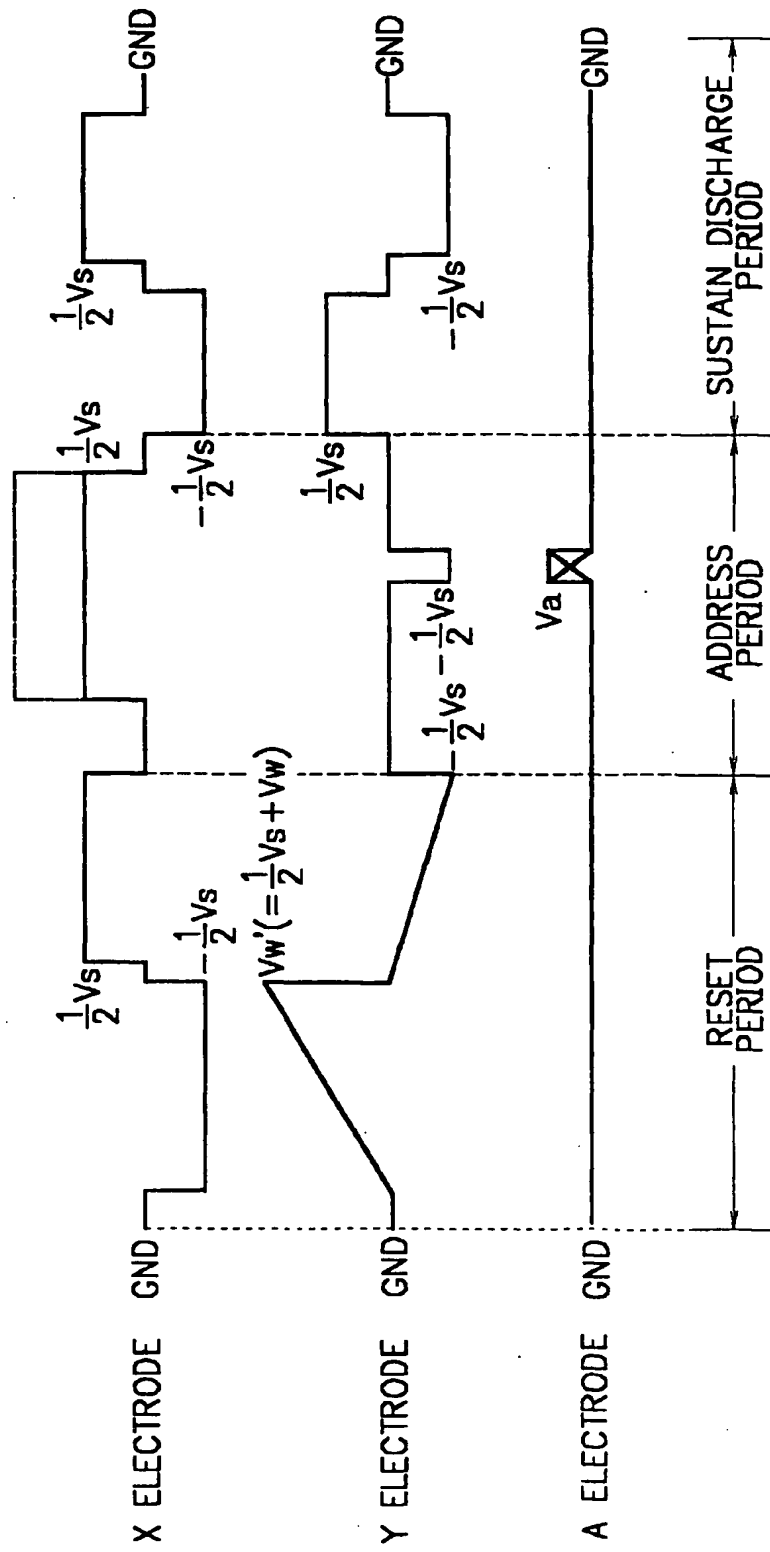 X ELECTRODE GND
½Vs
-½Vs
½Vs
-½Vs
½Vs
GND
Y ELECTRODE GND
Vw'(=½Vs+Vw)
-½Vs
-½Vs
½Vs
-½Vs
GND
A ELECTRODE GND
Va
GND
RESET
PERIOD
ADDRESS
PERIOD
SUSTAIN DISCHARGE
PERIOD